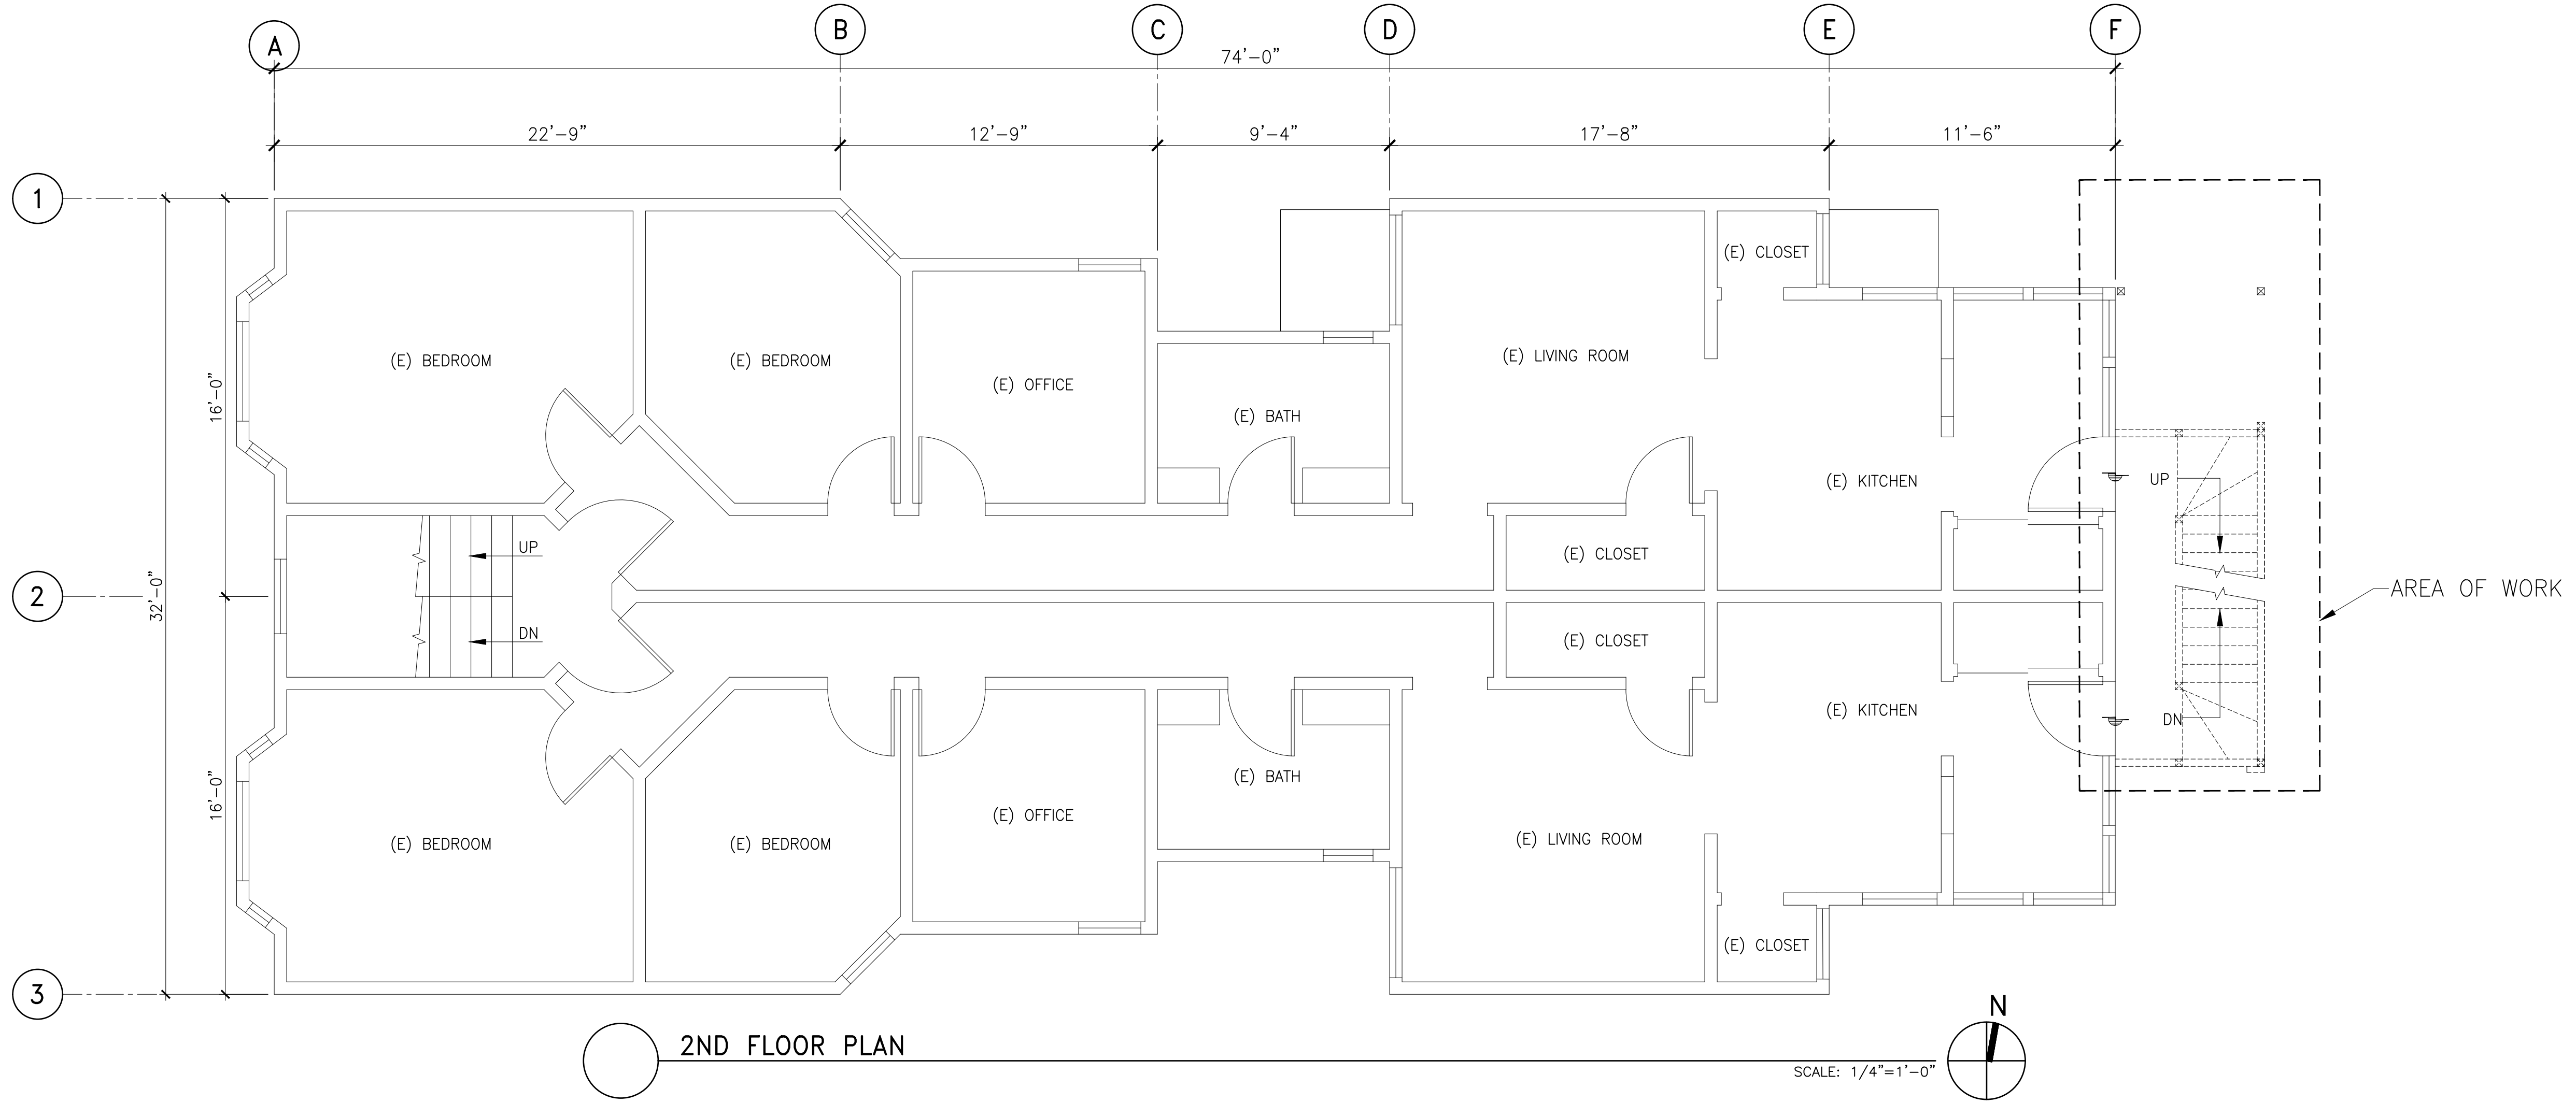 A
B
C
D
E
F
74'-0"
22'-9"
12'-9"
9'-4"
17'-8"
11'-6"
1
(E) CLOSET
(E) BEDROOM
(E) BEDROOM
(E) OFFICE
(E) BATH
(E) LIVING ROOM
16'-0"
(E) KITCHEN
UP
UP
(E) CLOSET
2
32'-0"
AREA OF WORK
DN
(E) CLOSET
(E) KITCHEN
DN
16'-0"
(E) BATH
(E) OFFICE
(E) BEDROOM
(E) BEDROOM
(E) LIVING ROOM
(E) CLOSET
3
N
2ND FLOOR PLAN
SCALE: 1/4"=1'-0"